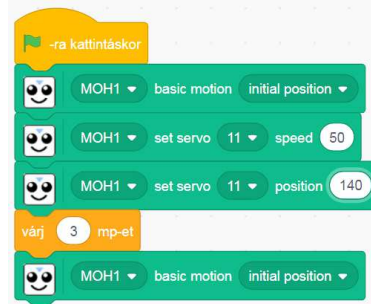 -ra kattintáskor
MOH1 basic motion initial position
MOH1 set servo 11 speed 50
MOH1 set servo 11 position 140
várj 3 mp-et
MOH1 basic motion initial position